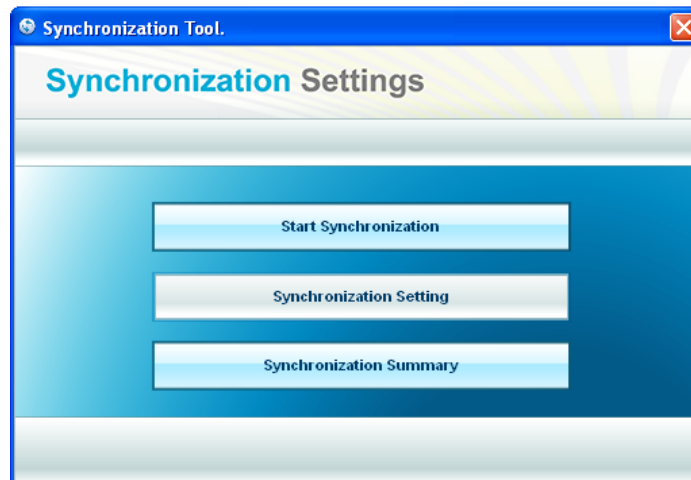 Synchronization Tool.
Synchronization Settings
Start Synchronization
Synchronization Setting
Synchronization Summary